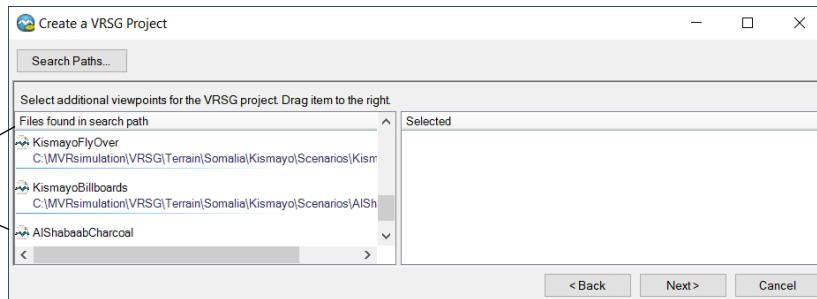 Create a VRSG Project
Search Paths...
Select additional viewpoints for the VRSG project. Drag item to the right.
Files found in search path
Selected
KismayoFlyOver
C:\MVRsimulation\VRSG\Terrain\Somalia\Kismayo\Scenarios\Kism
KismayoBillboards
C:\MVRsimulation\VRSG\Terrain\Somalia\Kismayo\Scenarios\AlSh
AlShabaabCharcoal
< Back
Next >
Cancel